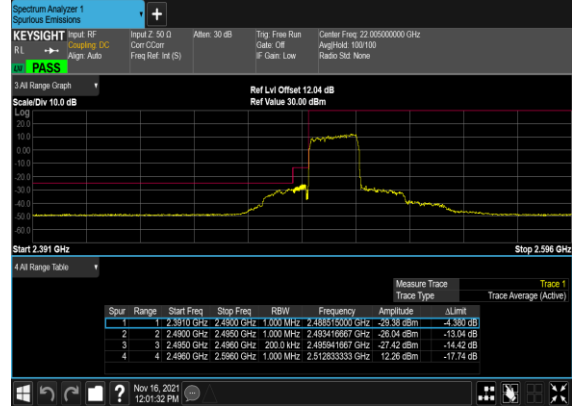 Spectrum Analyzer 1
Spurious Emissions
KEYSIGHT Input: RF Input Z: 50 Ω Atten: 30 dB Trig: Free Run Center Freq: 22.005000000 GHz
RL Coupling: DC Corr CCorr Gate: Off Avg|Hold: 100/100
Align: Auto Freq Ref: Int (S) IF Gain: Low Radio Std: None
PASS
3 All Range Graph
Ref Lvl Offset 12.04 dB
Scale/Div 10.0 dB Ref Value 30.00 dBm
Log
20.0
10.0
0.00
-10.0
-20.0
-30.0
-40.0
-50.0
-60.0
Start 2.391 GHz Stop 2.596 GHz
4 All Range Table
Measure Trace Trace 1
Trace Type Trace Average (Active)
Spur Range Start Freq Stop Freq RBW Frequency Amplitude ΔLimit
1 1 2.3910 GHz 2.4900 GHz 1.000 MHz 2.488515000 GHz -29.38 dBm -4.380 dB
2 2 2.4900 GHz 2.4950 GHz 1.000 MHz 2.493416667 GHz -26.04 dBm -13.04 dB
3 3 2.4950 GHz 2.4960 GHz 200.0 kHz 2.495941667 GHz -27.42 dBm -14.42 dB
4 4 2.4960 GHz 2.5960 GHz 1.000 MHz 2.512833333 GHz 12.26 dBm -17.74 dB
? Nov 16, 2021
12:01:32 PM